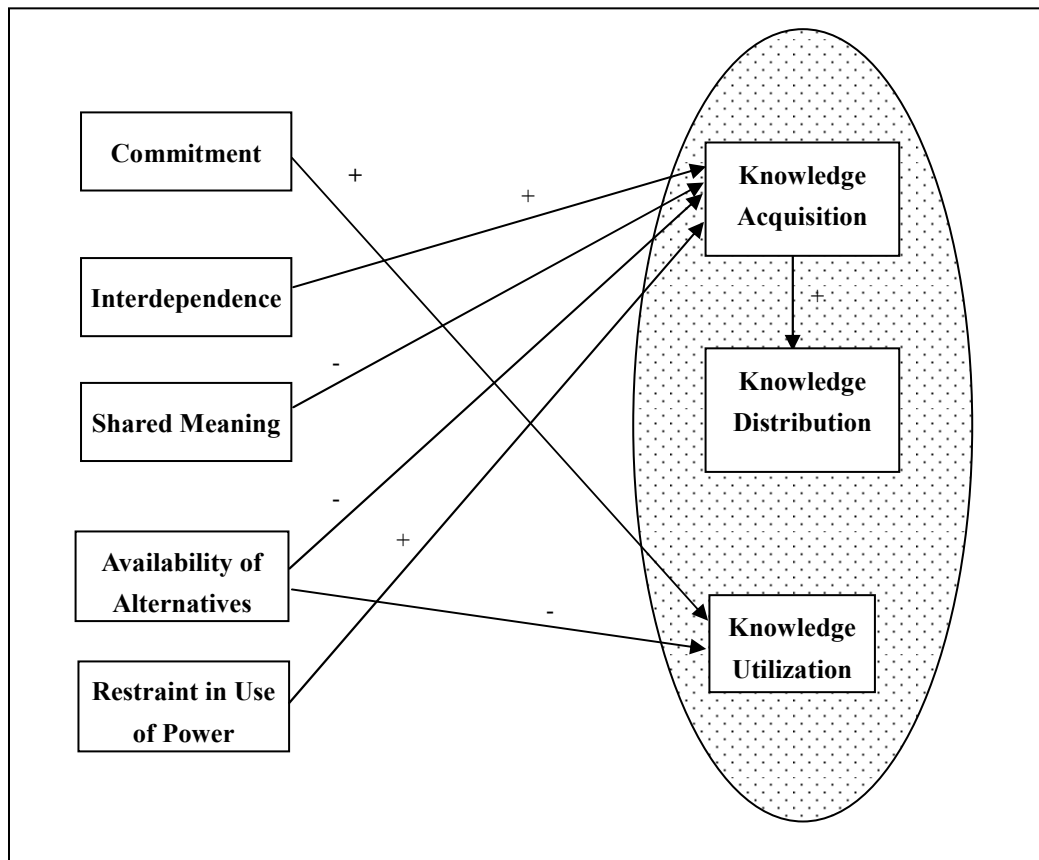 Commitment
+
+
Knowledge
Acquisition
Interdependence
+
-
Shared Meaning
Knowledge
Distribution
-
+
Availability of
Alternatives
-
Knowledge
Utilization
Restraint in Use
of Power